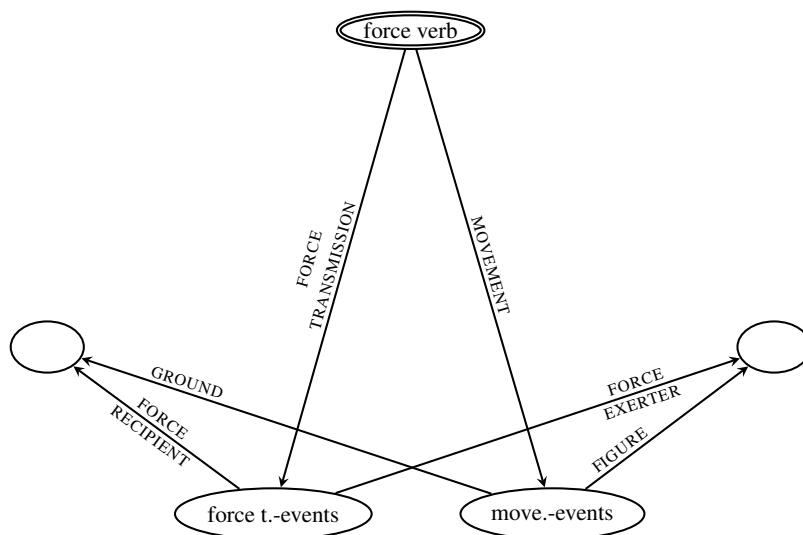 force verb
FORCE
TRANSMISSION
MOVEMENT
GROUND
FORCE
RECIPIENT
FORCE
EXERTER
FIGURE
force t.-events
move.-events